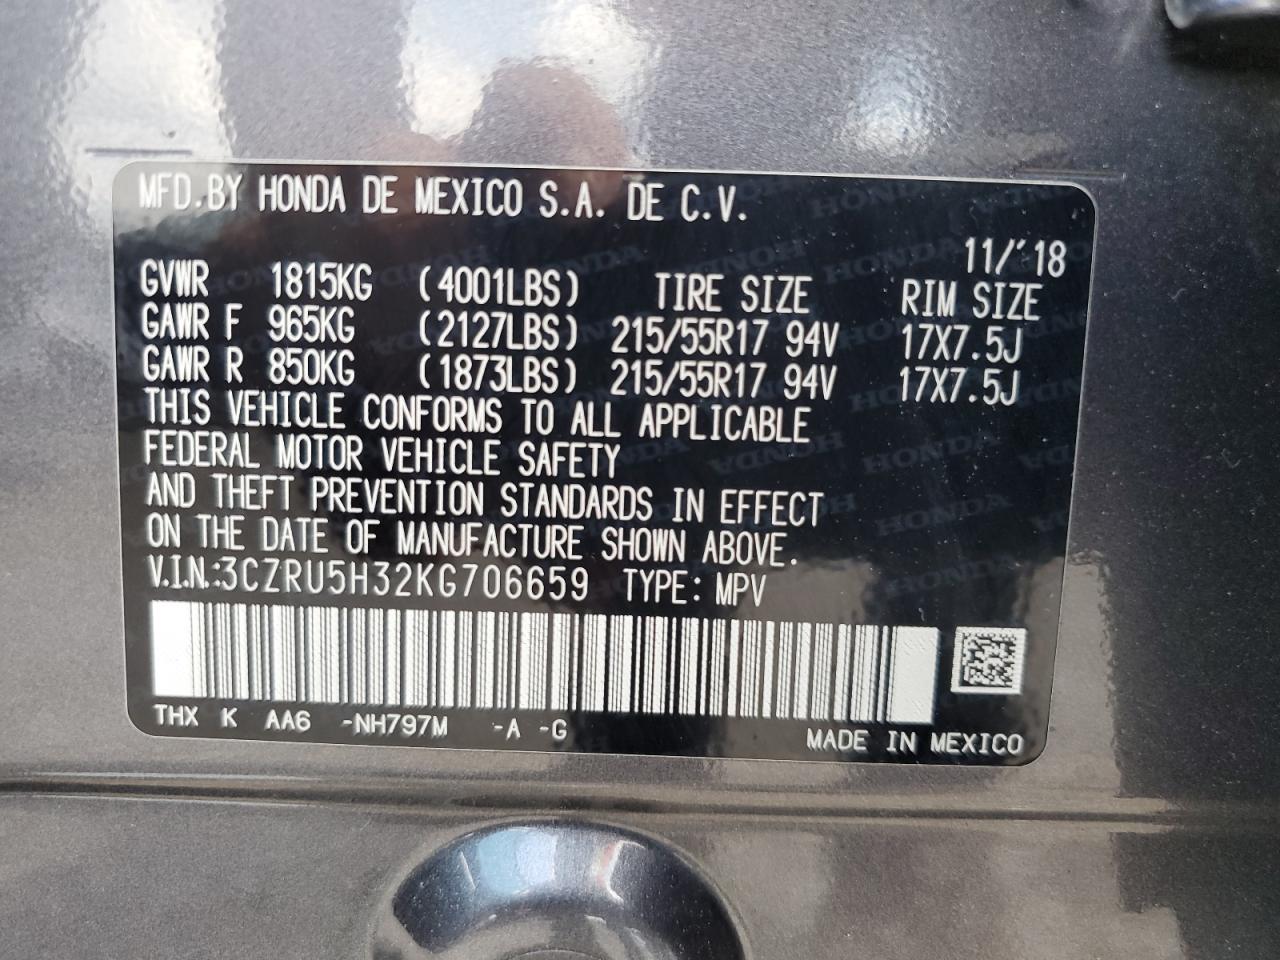 MFD.BY HONDA DE MEXICO S.A. DE C.V.
11/'18
GVWR 1815KG (4001LBS) TIRE SIZE RIM SIZE
GAWR F 965KG (2127LBS) 215/55R17 94V 17X7.5J
GAWR R 850KG (1873LBS) 215/55R17 94V 17X7.5J
THIS VEHICLE CONFORMS TO ALL APPLICABLE
FEDERAL MOTOR VEHICLE SAFETY
AND THEFT PREVENTION STANDARDS IN EFFECT
ON THE DATE OF MANUFACTURE SHOWN ABOVE.
V.I.N.:3CZRU5H32KG706659 TYPE: MPV
THX K AA6 -NH797M -A -G
MADE IN MEXICO